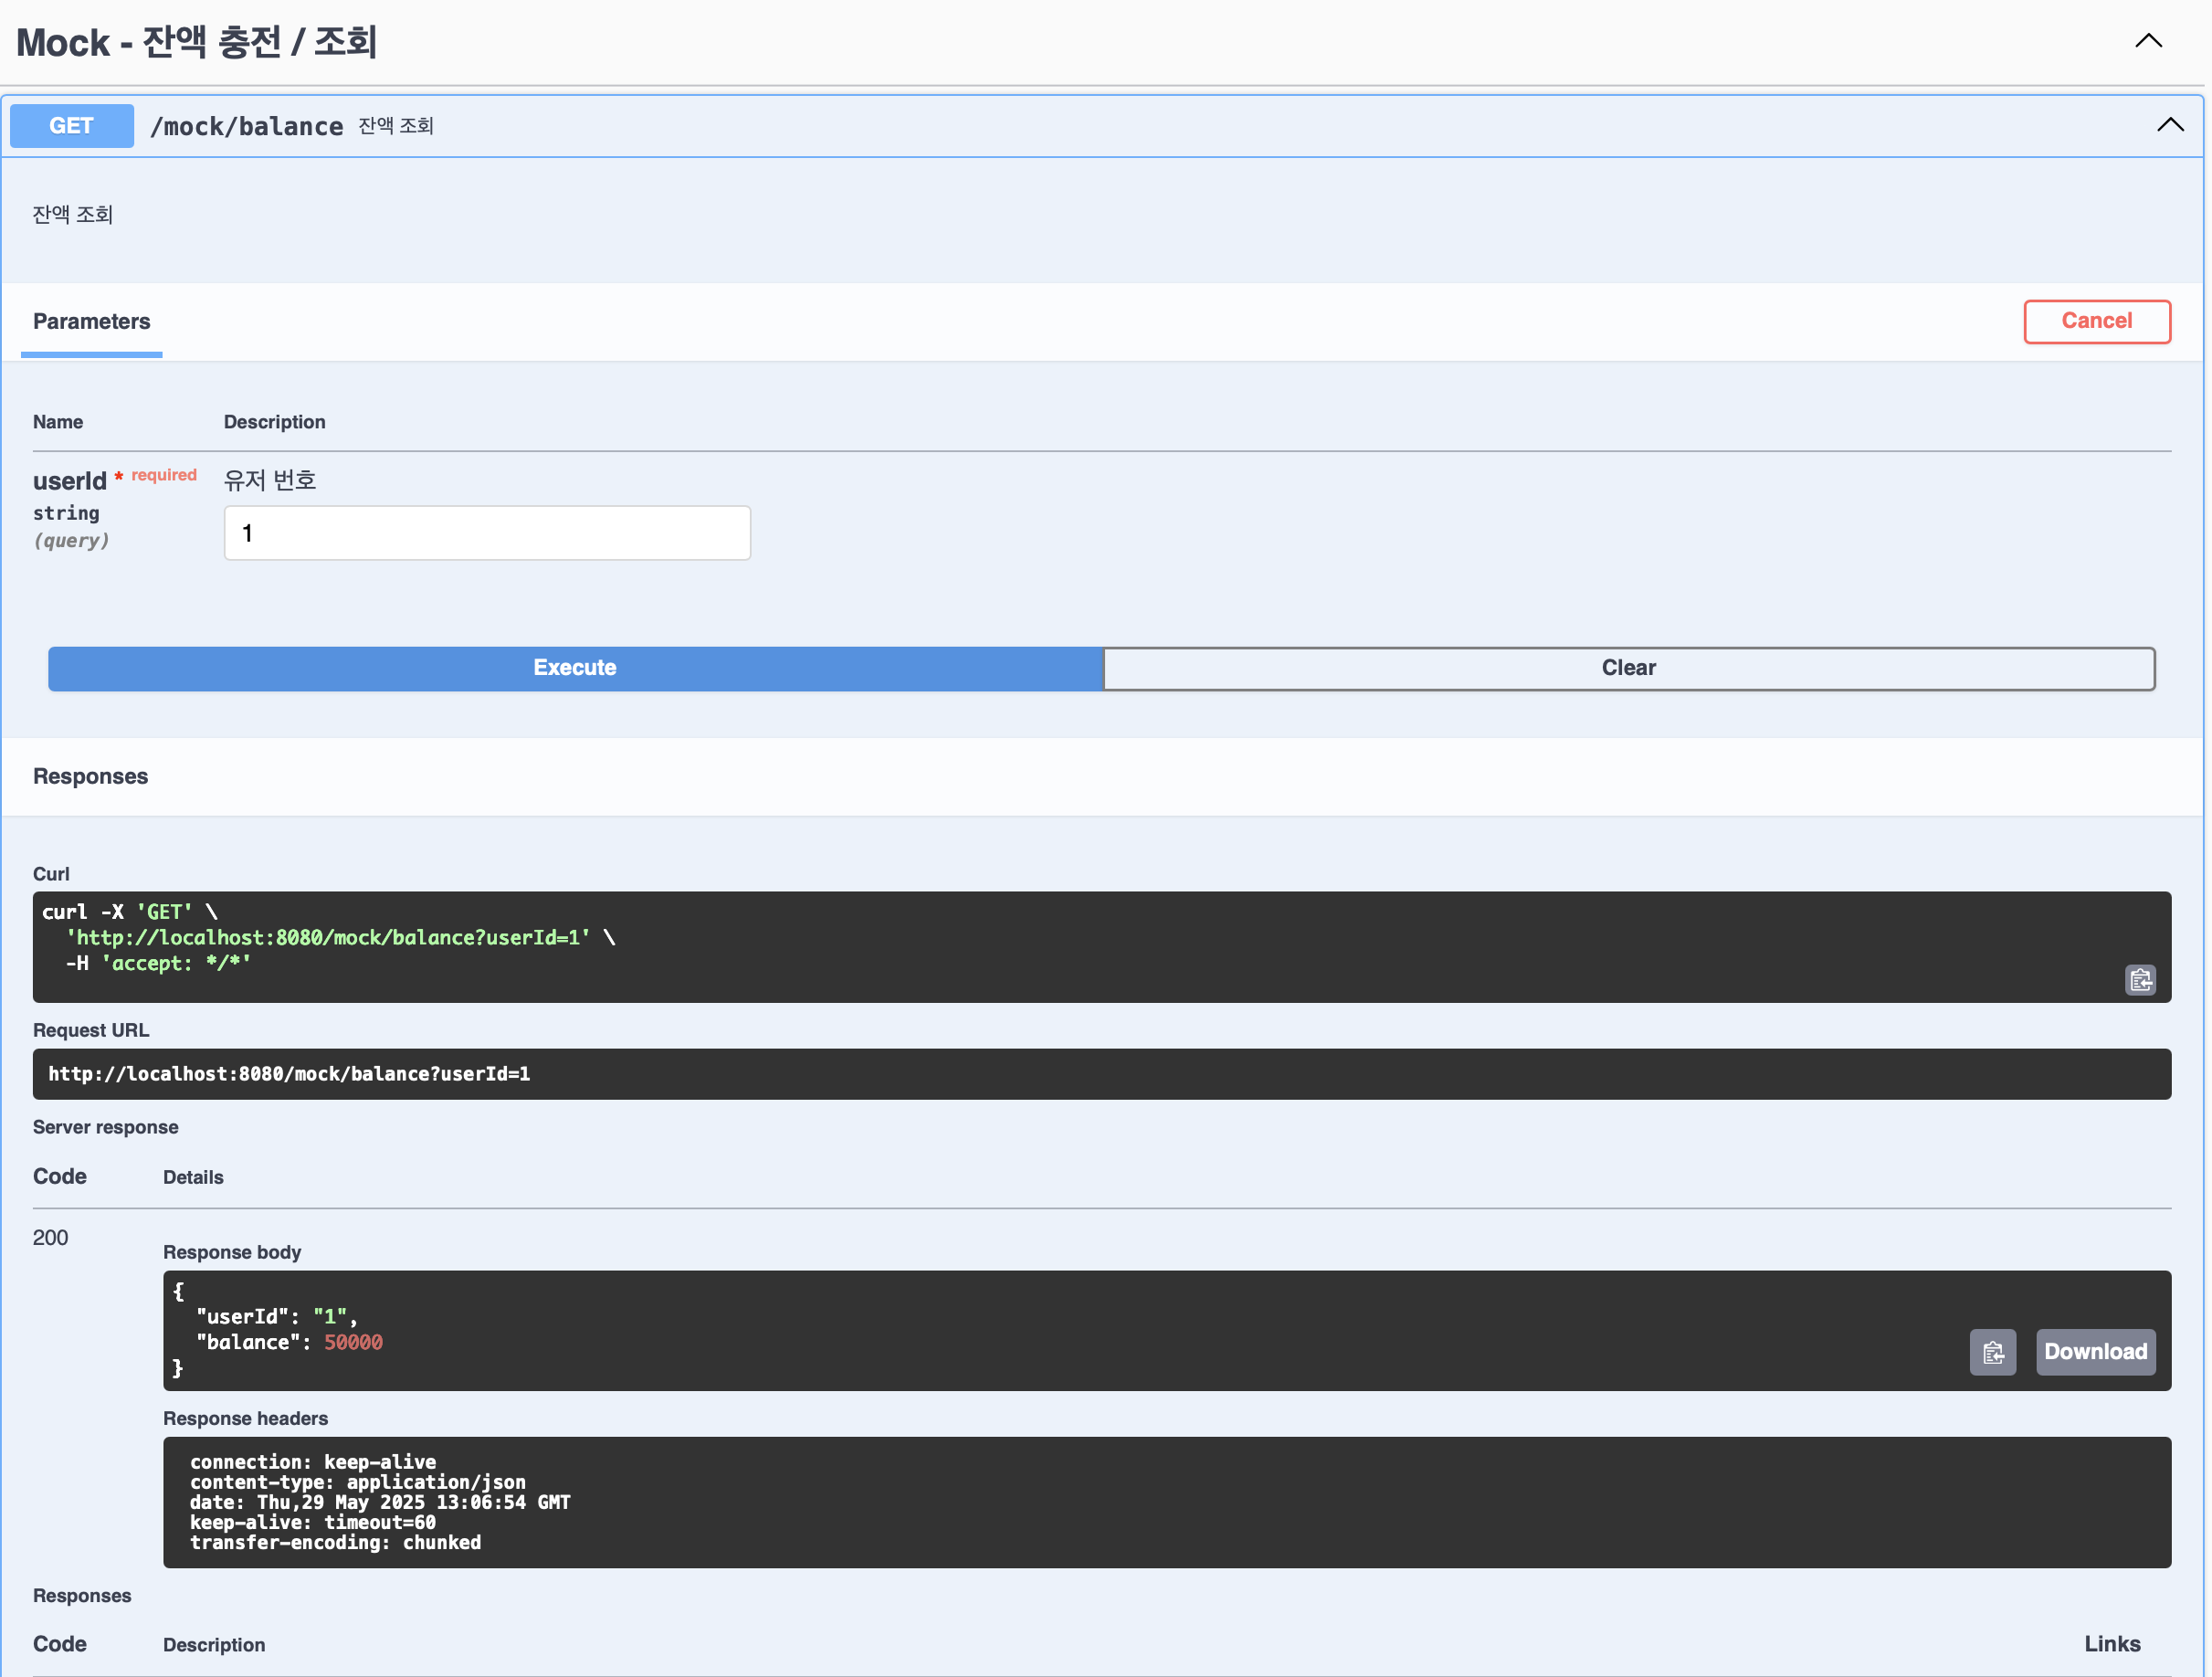 Mock - 잔액 충전 / 조회
GET /mock/balance 잔액 조회
잔액 조회
Parameters
Cancel
Name Description
userId * required 유저 번호
string
(query)
1
Execute Clear
Responses
Curl
curl -X 'GET' \
'http://localhost:8080/mock/balance?userId=1' \
-H 'accept: */*'
Request URL
http://localhost:8080/mock/balance?userId=1
Server response
Code Details
200
Response body
{
"userId": "1",
"balance": 50000
}
Download
Response headers
connection: keep-alive
content-type: application/json
date: Thu,29 May 2025 13:06:54 GMT
keep-alive: timeout=60
transfer-encoding: chunked
Responses
Code Description Links